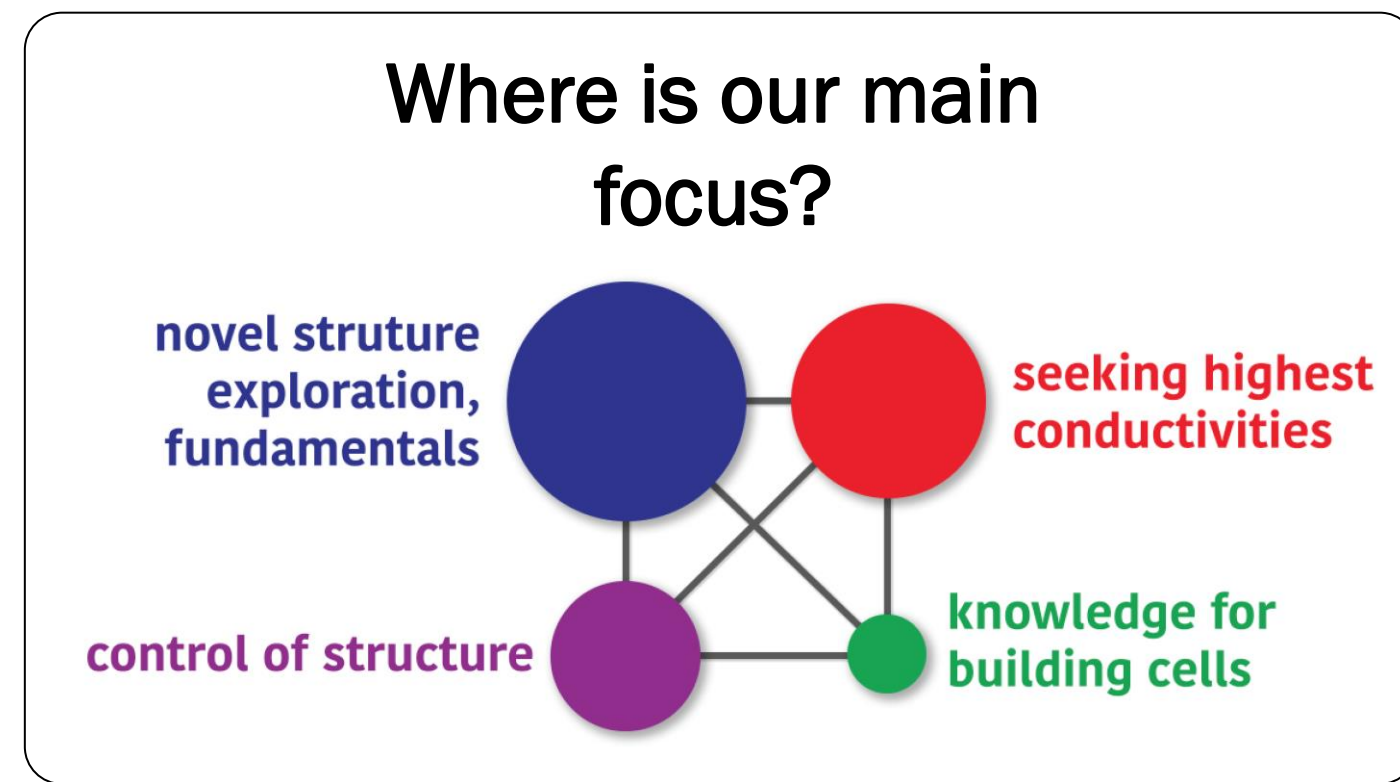 Where is our main
focus?
novel struture
exploration,
fundamentals
seeking highest
conductivities
control of structure
knowledge for
building cells